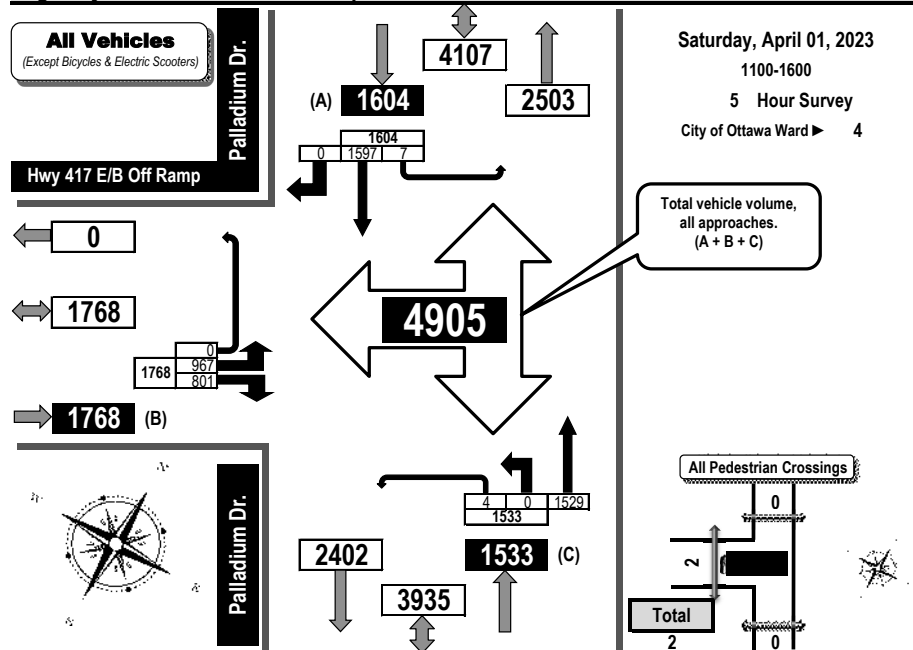 All Vehicles
(Except Bicycles & Electric Scooters)
Palladium Dr.
Hwy 417 E/B Off Ramp
4107
(A) 1604
2503
1604
0 1597 7
Saturday, April 01, 2023
1100-1600
5 Hour Survey
City of Ottawa Ward ► 4
Total vehicle volume,
all approaches.
(A + B + C)
0
1768
4905
0
1768 967
801
1768 (B)
Palladium Dr.
4 0 1529
1533
2402
1533 (C)
3935
All Pedestrian Crossings
0
2
Total
2
0